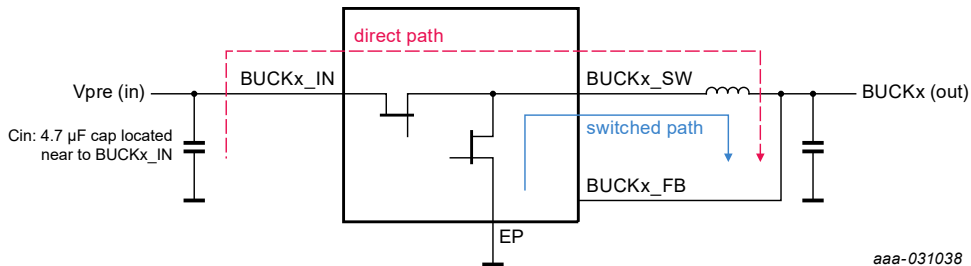 direct path
BUCKx_IN
BUCKx_SW
Vpre (in)
BUCKx (out)
Cin: 4.7 µF cap located
near to BUCKx_IN
switched path
BUCKx_FB
EP
aaa-031038